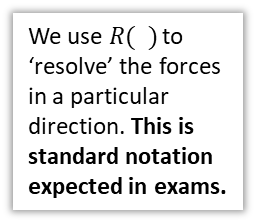 We use R( ) to
‘resolve’ the forces
in a particular
direction. This is
standard notation
expected in exams.